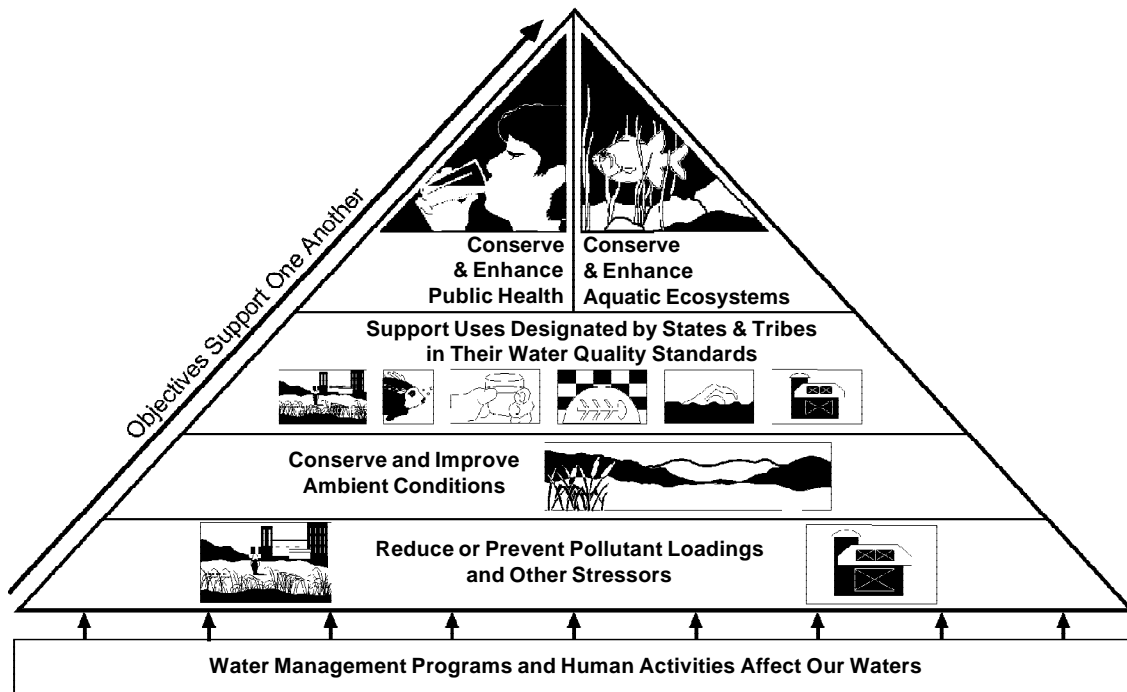 Objectives Support One Another
Conserve
& Enhance
Public Health
Conserve
& Enhance
Aquatic Ecosystems
Support Uses Designated by States & Tribes
in Their Water Quality Standards
Conserve and Improve
Ambient Conditions
Reduce or Prevent Pollutant Loadings
and Other Stressors
Water Management Programs and Human Activities Affect Our Waters